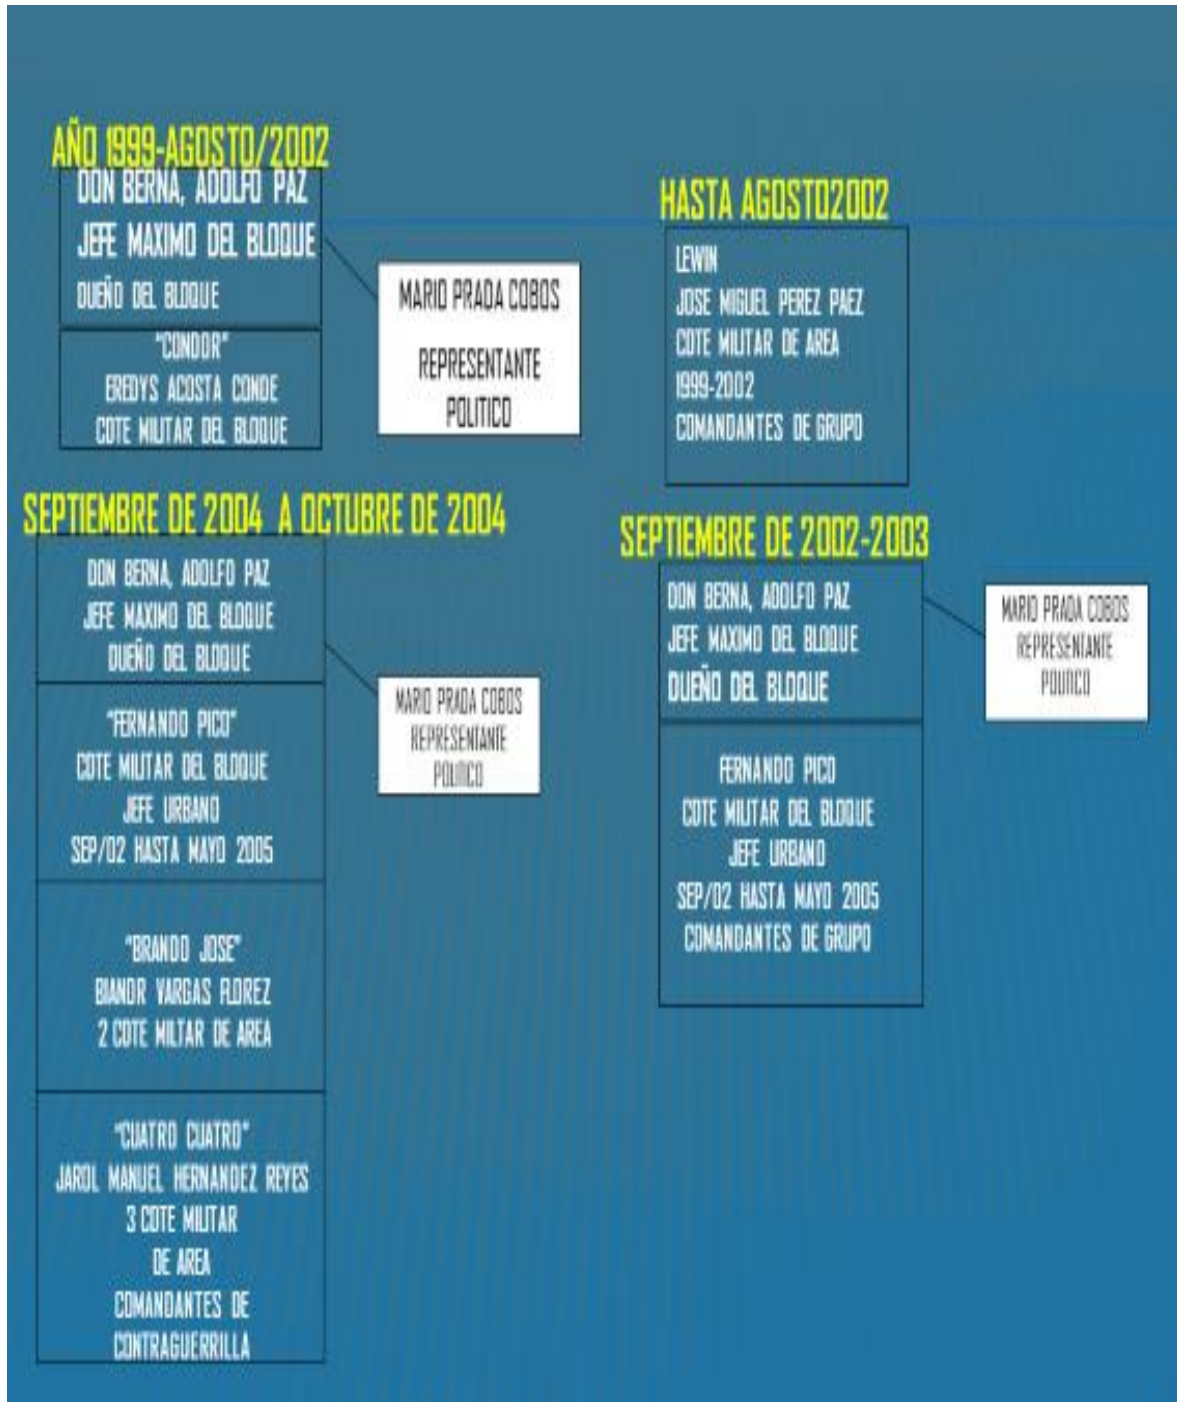 AÑO 1999-AGOSTO/2002
DON BERNA, ADOLFO PAZ
JEFE MAXIMO DEL BLOQUE
DUEÑO DEL BLOQUE
"CONDOR"
EREDYS ACOSTA CONDE
CDTE MILITAR DEL BLOQUE
MARIO PRADA COBOS
REPRESENTANTE
POLITICO
HASTA AGOSTO2002
LEWIN
JOSE MIGUEL PEREZ PAEZ
CDTE MILITAR DE AREA
1999-2002
COMANDANTES DE GRUPO
SEPTIEMBRE DE 2004 A OCTUBRE DE 2004
DON BERNA, ADOLFO PAZ
JEFE MAXIMO DEL BLOQUE
DUEÑO DEL BLOQUE
"FERNANDO PICO"
CDTE MILITAR DEL BLOQUE
JEFE URBANO
SEP/02 HASTA MAYO 2005
"BRANDO JOSE"
BIANOR VARGAS FLOREZ
2 CDTE MILTAR DE AREA
"CUATRO CUATRO"
JAROL MANUEL HERNANDEZ REYES
3 CDTE MILITAR
DE AREA
COMANDANTES DE
CONTRAGUERRILLA
MARIO PRADA COBOS
REPRESENTANTE
POLITICO
SEPTIEMBRE DE 2002-2003
DON BERNA, ADOLFO PAZ
JEFE MAXIMO DEL BLOQUE
DUEÑO DEL BLOQUE
FERNANDO PICO
CDTE MILITAR DEL BLOQUE
JEFE URBANO
SEP/02 HASTA MAYO 2005
COMANDANTES DE GRUPO
MARIO PRADA COBOS
REPRESENTANTE
POLITICO